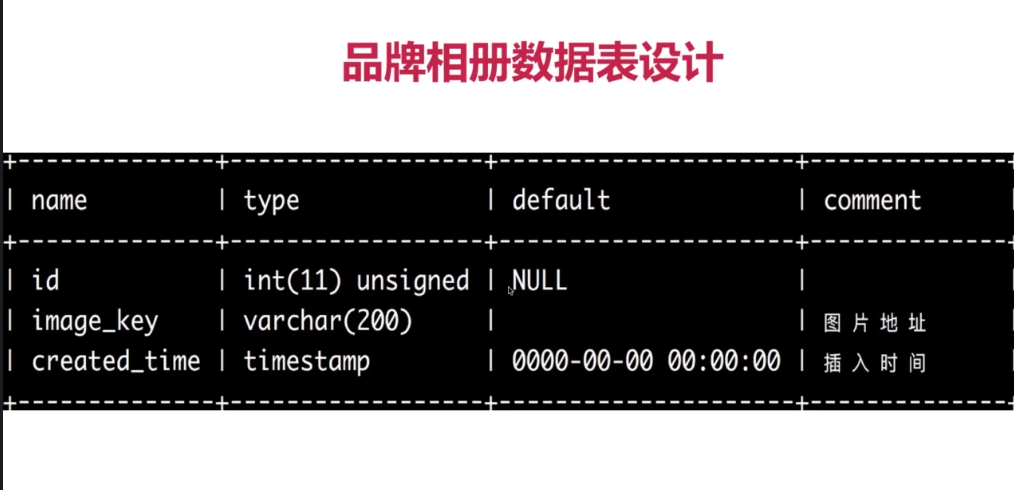 品牌相册数据表设计
+--------------+------------------+----------------------+--------------+
| name | type | default | comment |
+--------------+------------------+----------------------+--------------+
| id | int(11) unsigned | NULL | |
| image_key | varchar(200) | | 图片地址 |
| created_time | timestamp | 0000-00-00 00:00:00 | 插入时间 |
+--------------+------------------+----------------------+--------------+